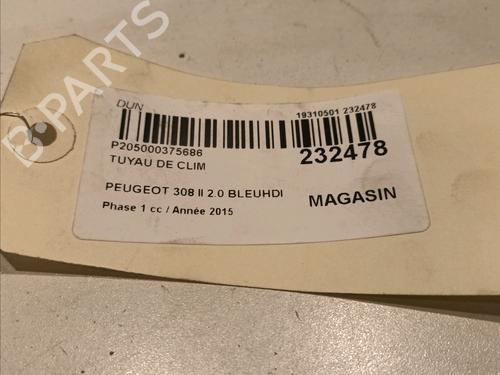 DUN
19310501 232478
P205000375686
232478
TUYAU DE CLIM
PEUGEOT 308 II 2.0 BLEUHDI
MAGASIN
Phase 1 cc / Année 2015
B-PARTS